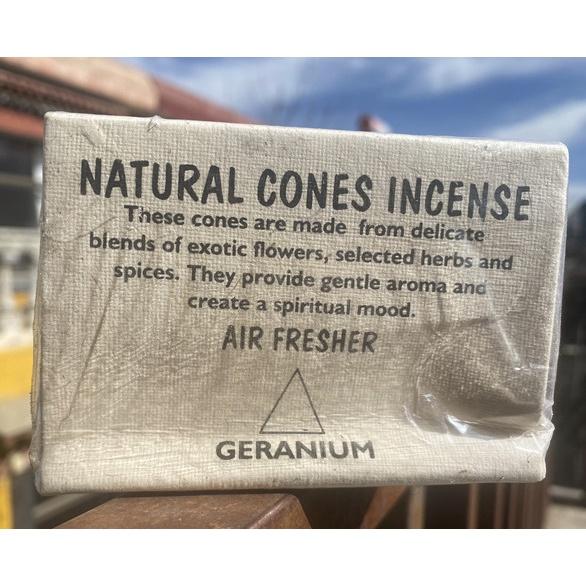 NATURAL CONES INCENSE
These cones are made from delicate
blends of exotic flowers, selected herbs and
spices. They provide gentle aroma and
create a spiritual mood.
AIR FRESHER
GERANIUM